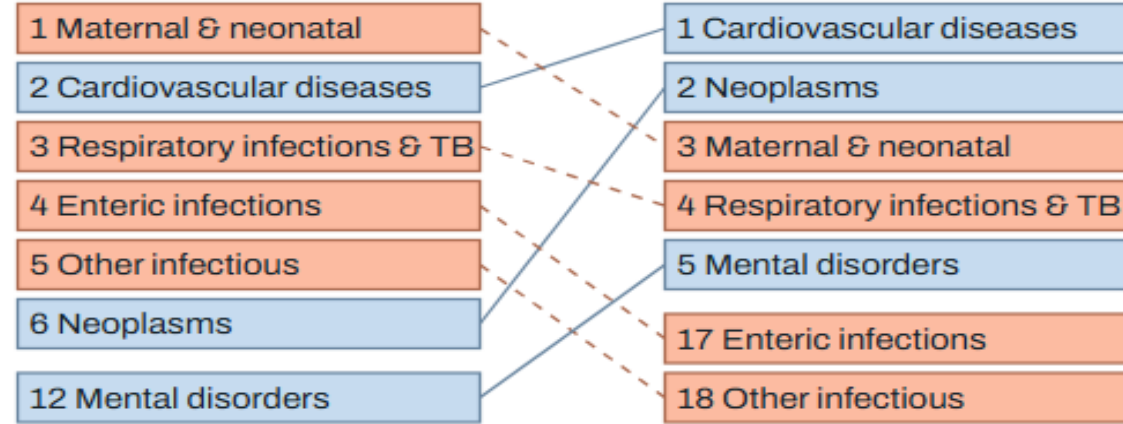 1 Maternal & neonatal
2 Cardiovascular diseases
3 Respiratory infections & TB
4 Enteric infections
5 Other infectious
6 Neoplasms
12 Mental disorders
1 Cardiovascular diseases
2 Neoplasms
3 Maternal & neonatal
4 Respiratory infections & TB
5 Mental disorders
17 Enteric infections
18 Other infectious